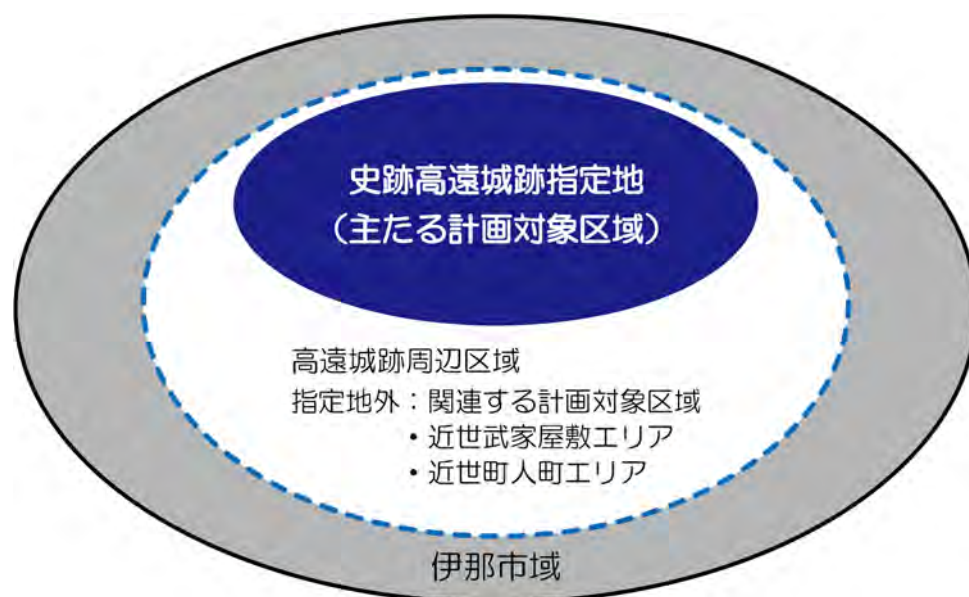 史跡高遠城跡指定地
（主たる計画対象区域）
高遠城跡周辺区域
指定地外：関連する計画対象区域
・近世武家屋敷エリア
・近世町人町エリア
伊那市域